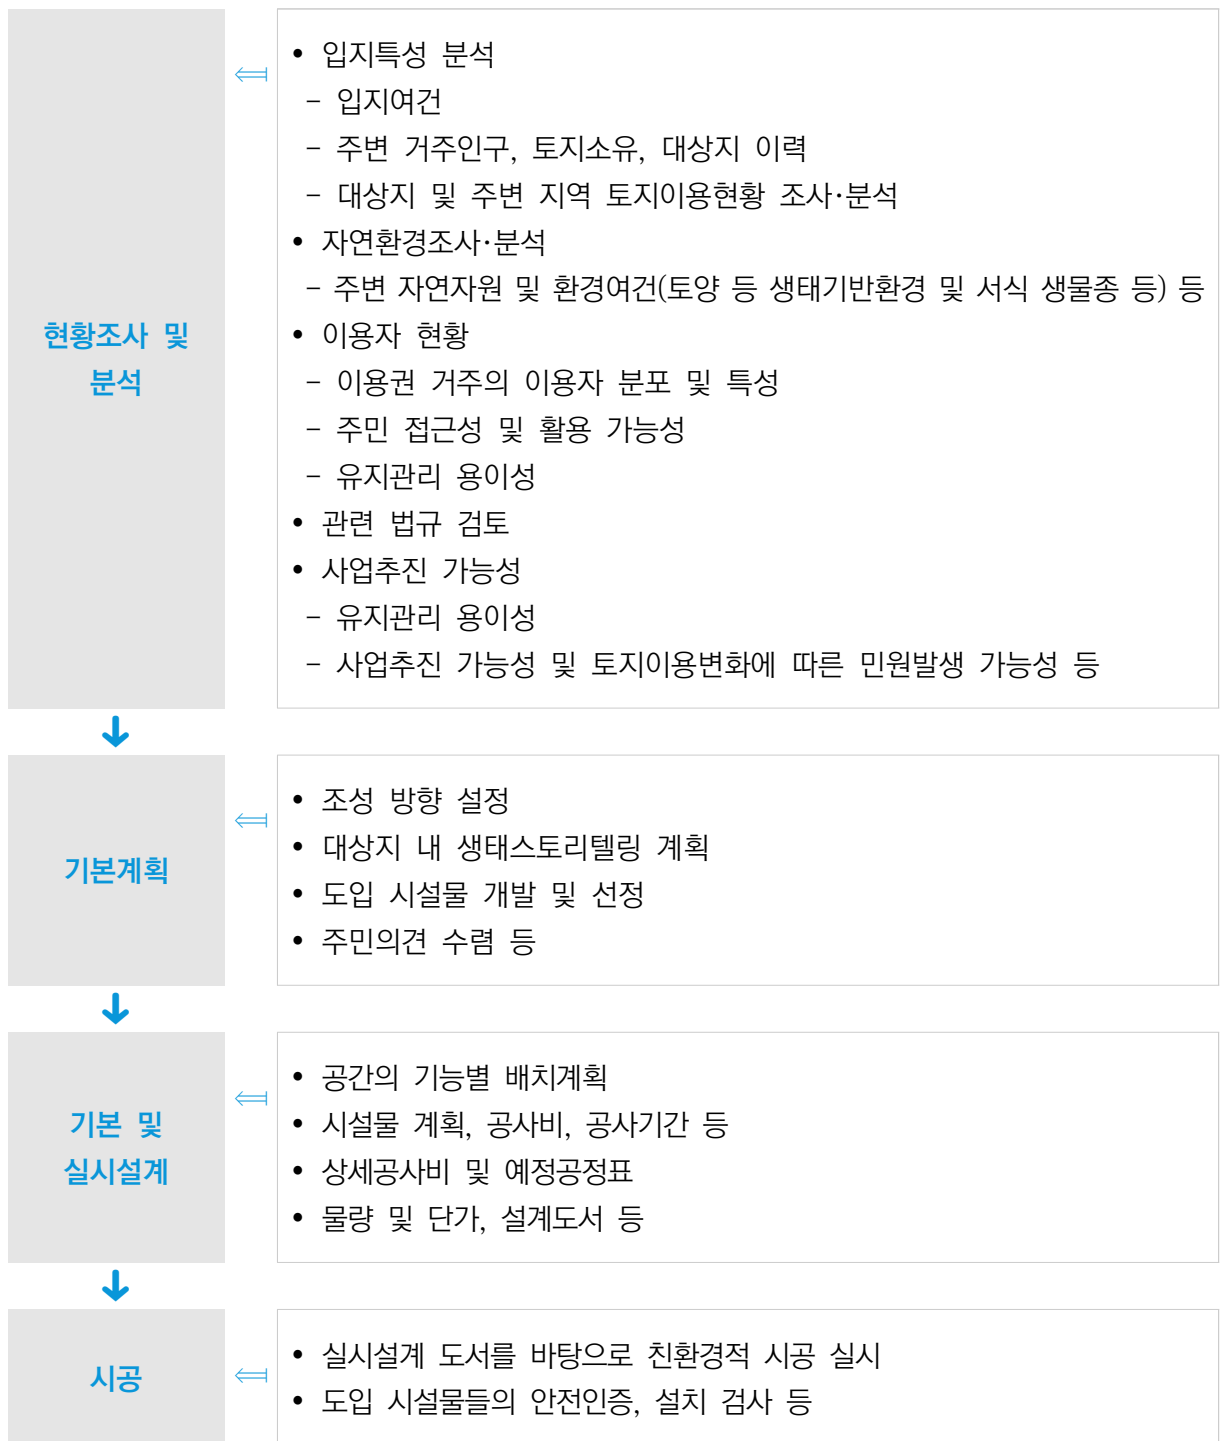 현황조사 및
분석
• 입지특성 분석
- 입지여건
- 주변 거주인구, 토지소유, 대상지 이력
- 대상지 및 주변 지역 토지이용현황 조사·분석
• 자연환경조사·분석
- 주변 자연자원 및 환경여건(토양 등 생태기반환경 및 서식 생물종 등) 등
• 이용자 현황
- 이용권 거주의 이용자 분포 및 특성
- 주민 접근성 및 활용 가능성
- 유지관리 용이성
• 관련 법규 검토
• 사업추진 가능성
- 유지관리 용이성
- 사업추진 가능성 및 토지이용변화에 따른 민원발생 가능성 등
기본계획
• 조성 방향 설정
• 대상지 내 생태스토리텔링 계획
• 도입 시설물 개발 및 선정
• 주민의견 수렴 등
기본 및
실시설계
• 공간의 기능별 배치계획
• 시설물 계획, 공사비, 공사기간 등
• 상세공사비 및 예정공정표
• 물량 및 단가, 설계도서 등
시공
• 실시설계 도서를 바탕으로 친환경적 시공 실시
• 도입 시설물들의 안전인증, 설치 검사 등